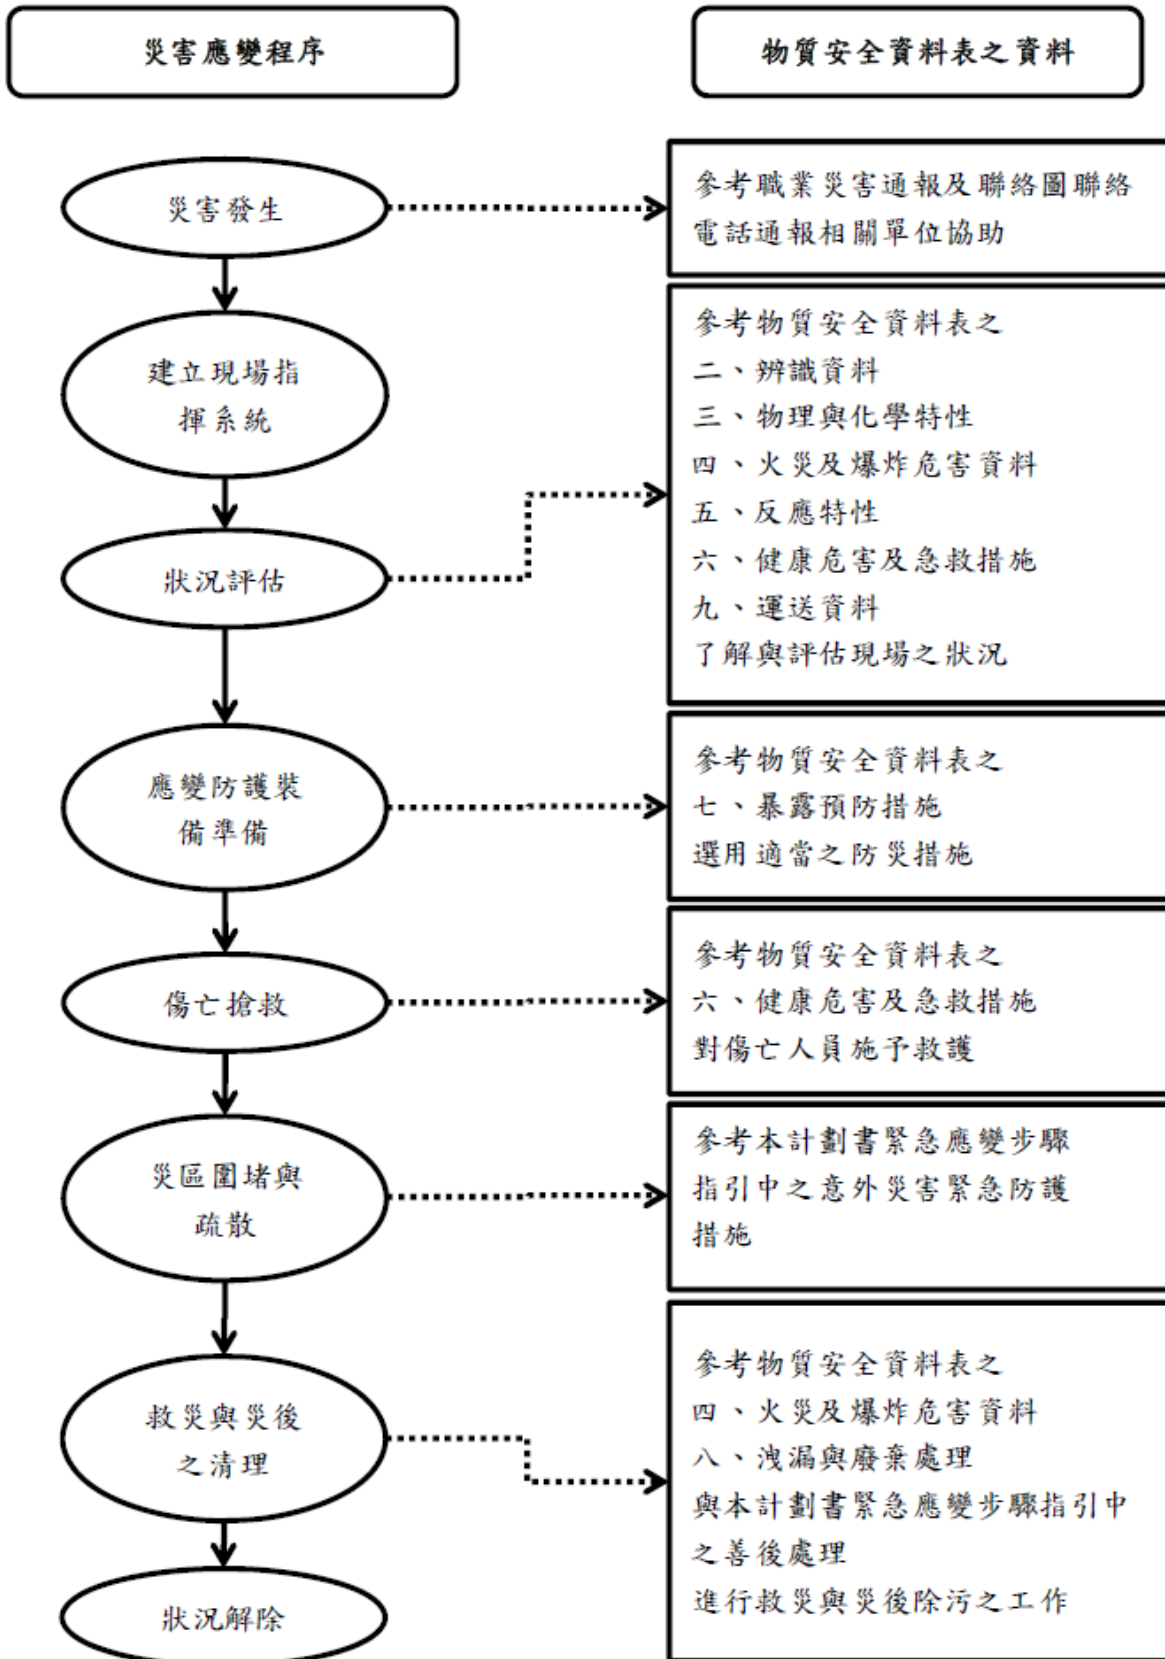 災害應變程序
物質安全資料表之資料
災害發生
參考職業災害通報及聯絡圖聯絡
電話通報相關單位協助
建立現場指
揮系統
狀況評估
參考物質安全資料表之
二、辨識資料
三、物理與化學特性
四、火災及爆炸危害資料
五、反應特性
六、健康危害及急救措施
九、運送資料
了解與評估現場之狀況
應變防護裝
備準備
參考物質安全資料表之
七、暴露預防措施
選用適當之防災措施
傷亡搶救
參考物質安全資料表之
六、健康危害及急救措施
對傷亡人員施予救護
災區圍堵與
疏散
參考本計劃書緊急應變步驟
指引中之意外災害緊急防護
措施
救災與災後
之清理
參考物質安全資料表之
四、火災及爆炸危害資料
八、洩漏與廢棄處理
與本計劃書緊急應變步驟指引中
之善後處理
進行救災與災後除污之工作
狀況解除